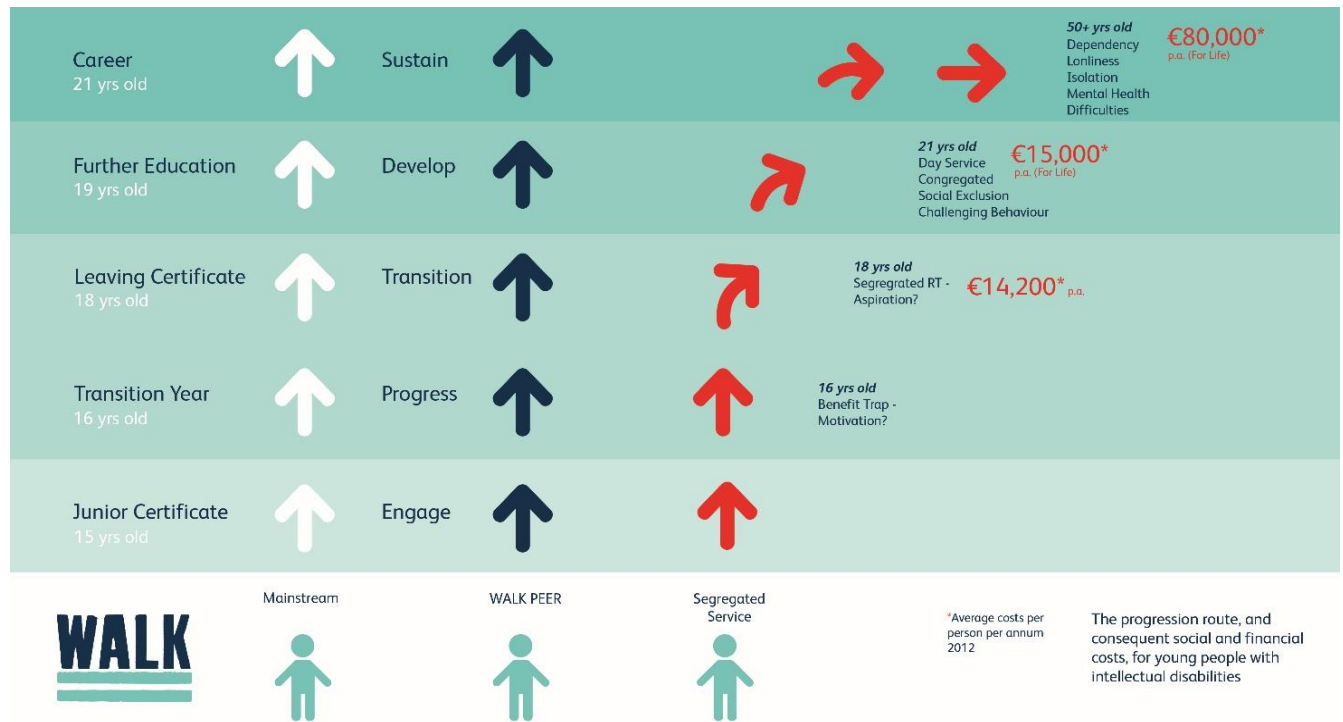 Career
21 yrs old
Sustain
50+ yrs old
Dependency
Lonliness
Isolation
Mental Health
Difficulties
€80,000*
p.a. (For Life)
Further Education
19 yrs old
Develop
21 yrs old
Day Service
Congregated
Social Exclusion
Challenging Behaviour
€15,000*
p.a. (For Life)
Leaving Certificate
18 yrs old
Transition
18 yrs old
Segregrated RT -
Aspiration?
€14,200* p.a.
Transition Year
16 yrs old
Progress
16 yrs old
Benefit Trap -
Motivation?
Junior Certificate
15 yrs old
Engage
WALK
Mainstream
WALK PEER
Segregated
Service
*Average costs per
person per annum
2012
The progression route, and
consequent social and financial
costs, for young people with
intellectual disabilities